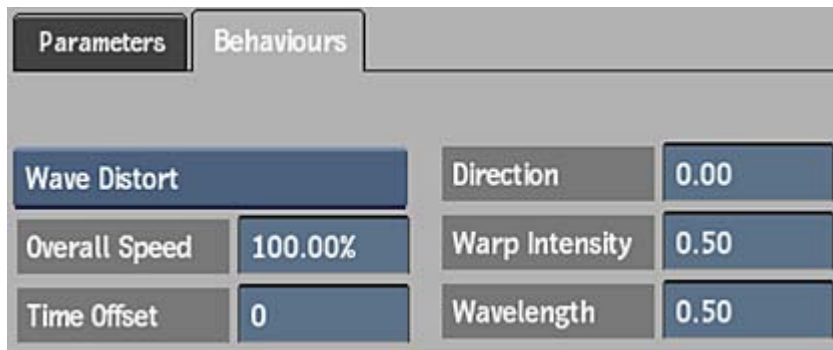 Parameters Behaviours
Wave Distort Direction 0.00
Overall Speed 100.00% Warp Intensity 0.50
Time Offset 0 Wavelength 0.50